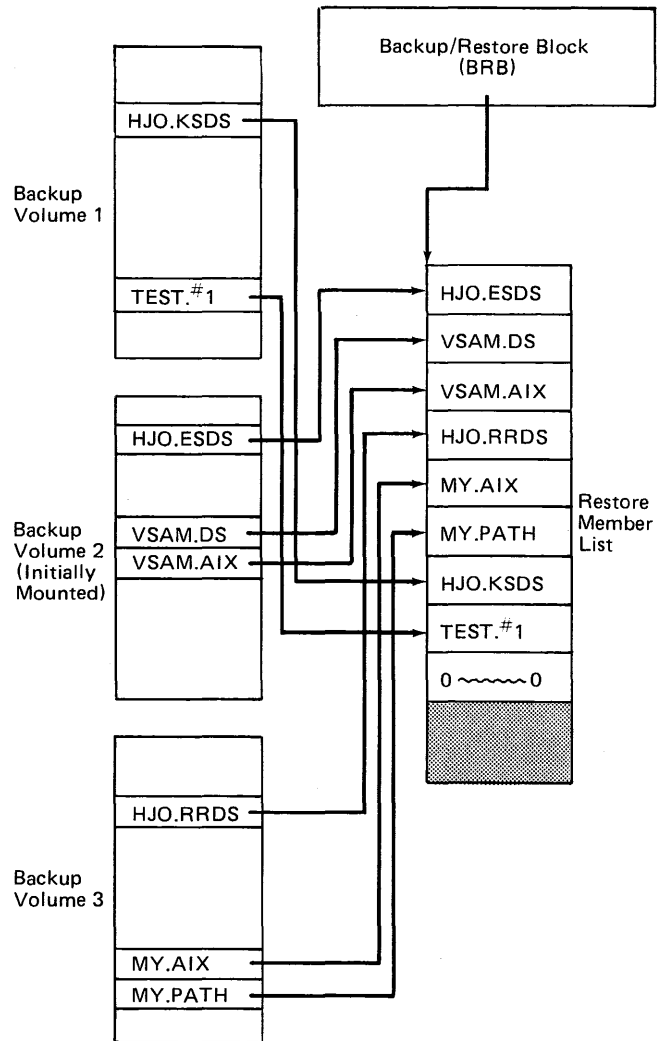 Backup/Restore Block
(BRB)
HJO.KSDS
Backup
Volume 1
TEST.#1
HJO.ESDS
Backup
Volume 2
(Initially
Mounted)
VSAM.DS
VSAM.AIX
HJO.RRDS
Backup
Volume 3
MY.AIX
MY.PATH
HJO.ESDS
VSAM.DS
VSAM.AIX
HJO.RRDS
MY.AIX
MY.PATH
HJO.KSDS
TEST.#1
0 ~~~~~ 0
Restore
Member
List